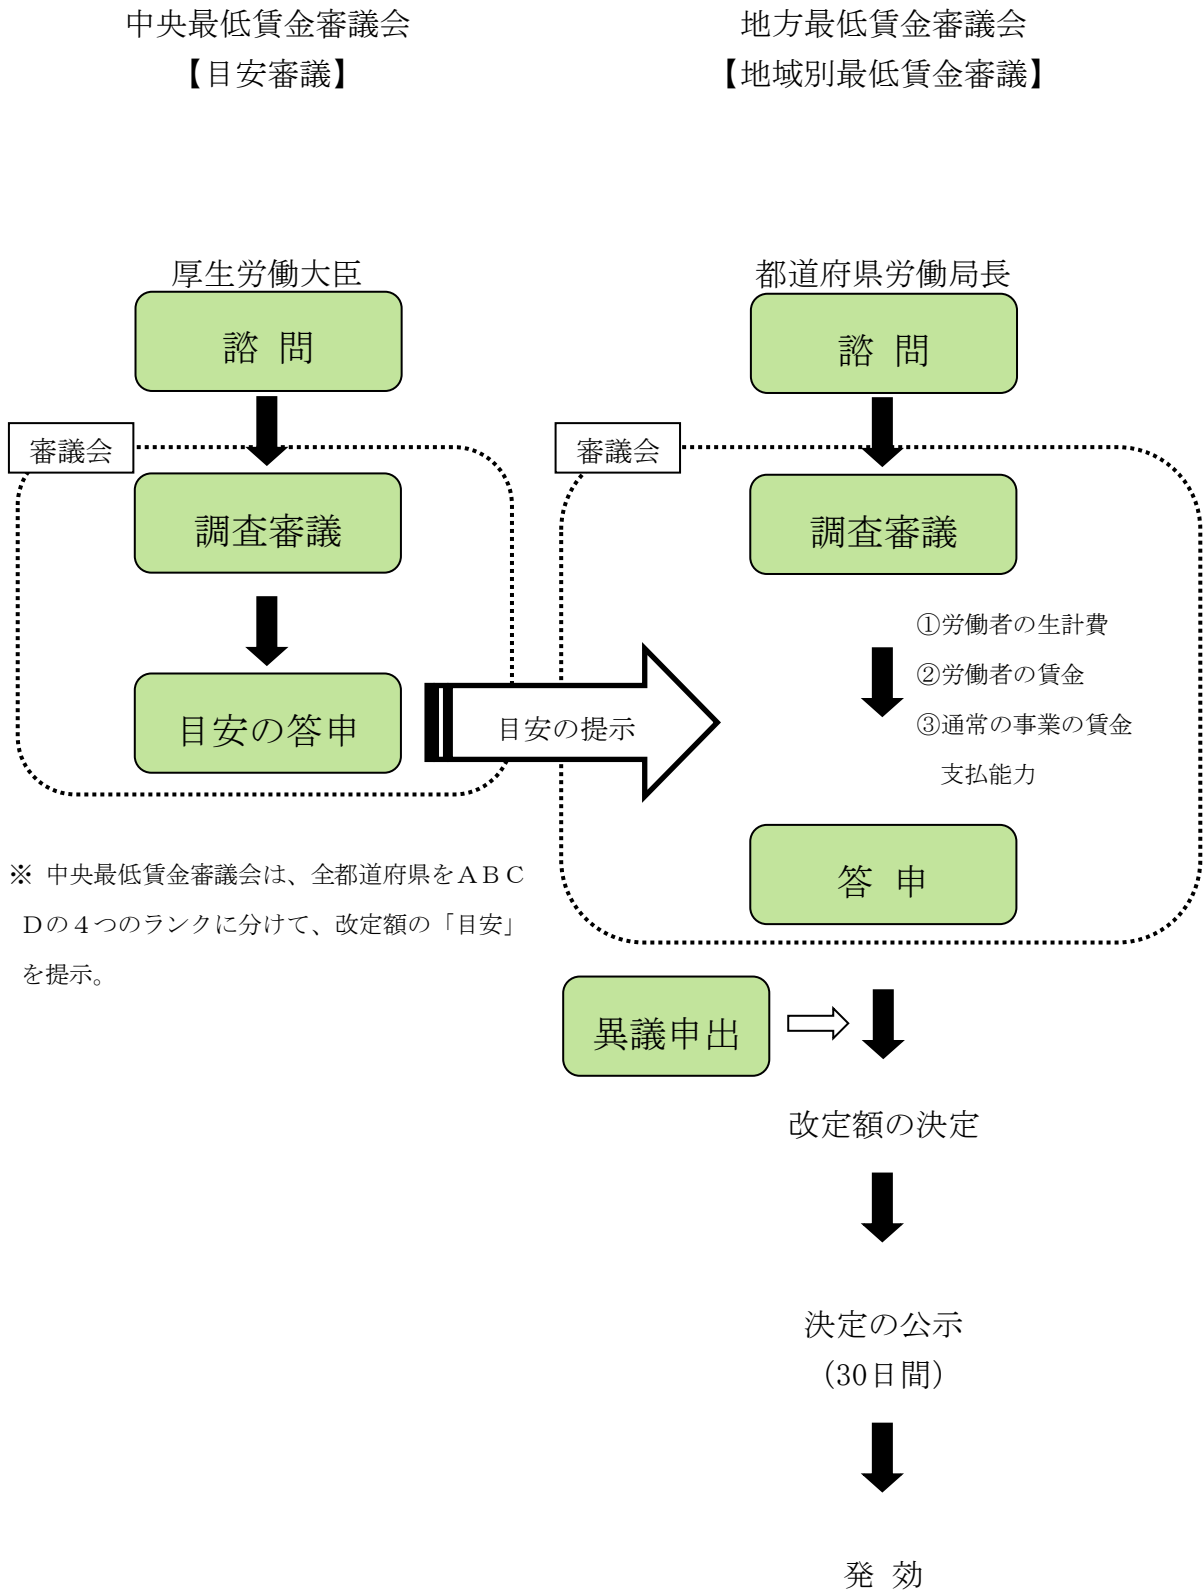 中央最低賃金審議会
【目安審議】
厚生労働大臣
諮 問
審議会
調査審議
目安の答申
目安の提示
※ 中央最低賃金審議会は、全都道府県をＡＢＣ
Ｄの４つのランクに分けて、改定額の「目安」
を提示。
地方最低賃金審議会
【地域別最低賃金審議】
都道府県労働局長
諮 問
審議会
調査審議
①労働者の生計費
②労働者の賃金
③通常の事業の賃金
支払能力
答 申
異議申出
改定額の決定
決定の公示
（30日間）
発 効